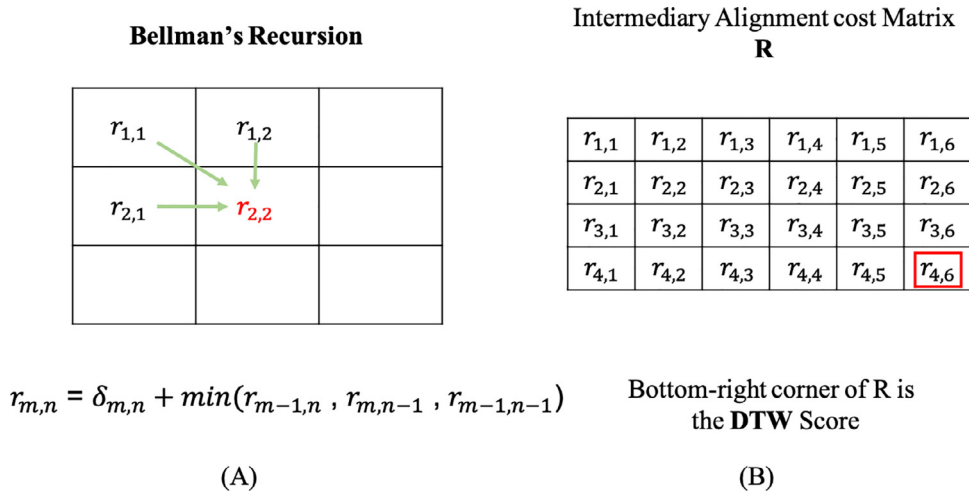 Bellman's Recursion
r1,1 r1,2
r2,1 r2,2
rm,n = δm,n + min(rm−1,n , rm,n−1 , rm−1,n−1)
(A)
Intermediary Alignment cost Matrix
R
r1,1 r1,2 r1,3 r1,4 r1,5 r1,6
r2,1 r2,2 r2,3 r2,4 r2,5 r2,6
r3,1 r3,2 r3,3 r3,4 r3,5 r3,6
r4,1 r4,2 r4,3 r4,4 r4,5 r4,6
Bottom-right corner of R is
the DTW Score
(B)